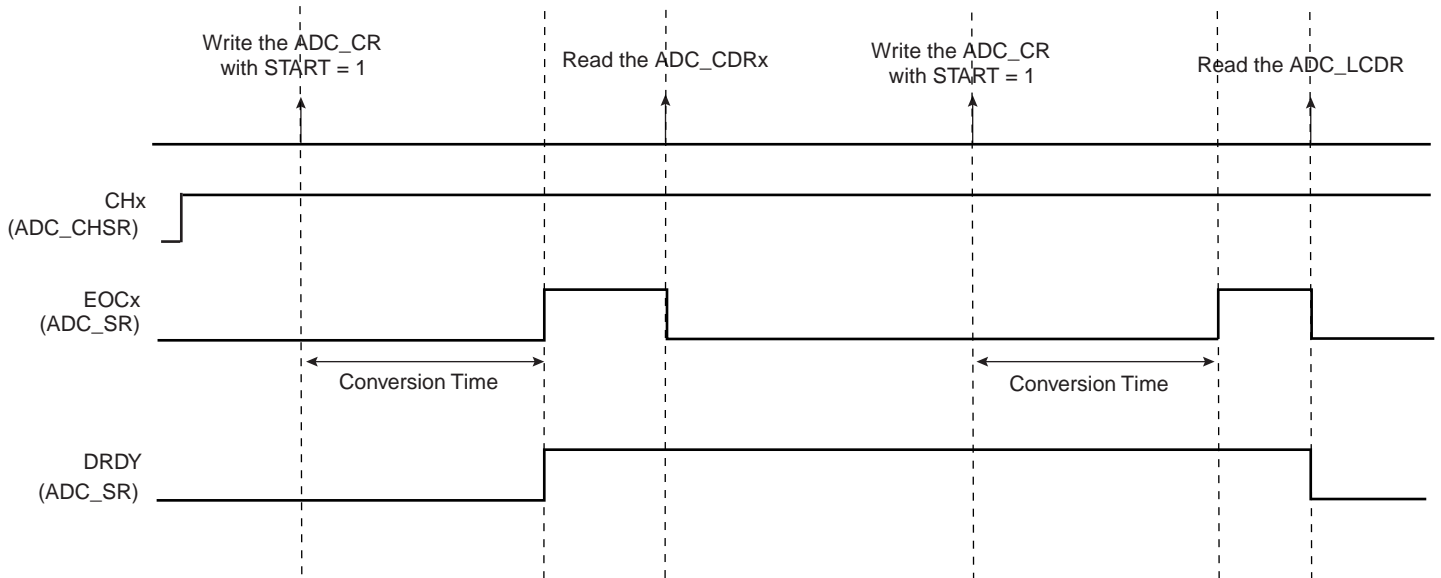 Write the ADC_CR
with START = 1
Read the ADC_CDRx
Write the ADC_CR
with START = 1
Read the ADC_LCDR
CHx
(ADC_CHSR)
EOCx
(ADC_SR)
Conversion Time
Conversion Time
DRDY
(ADC_SR)